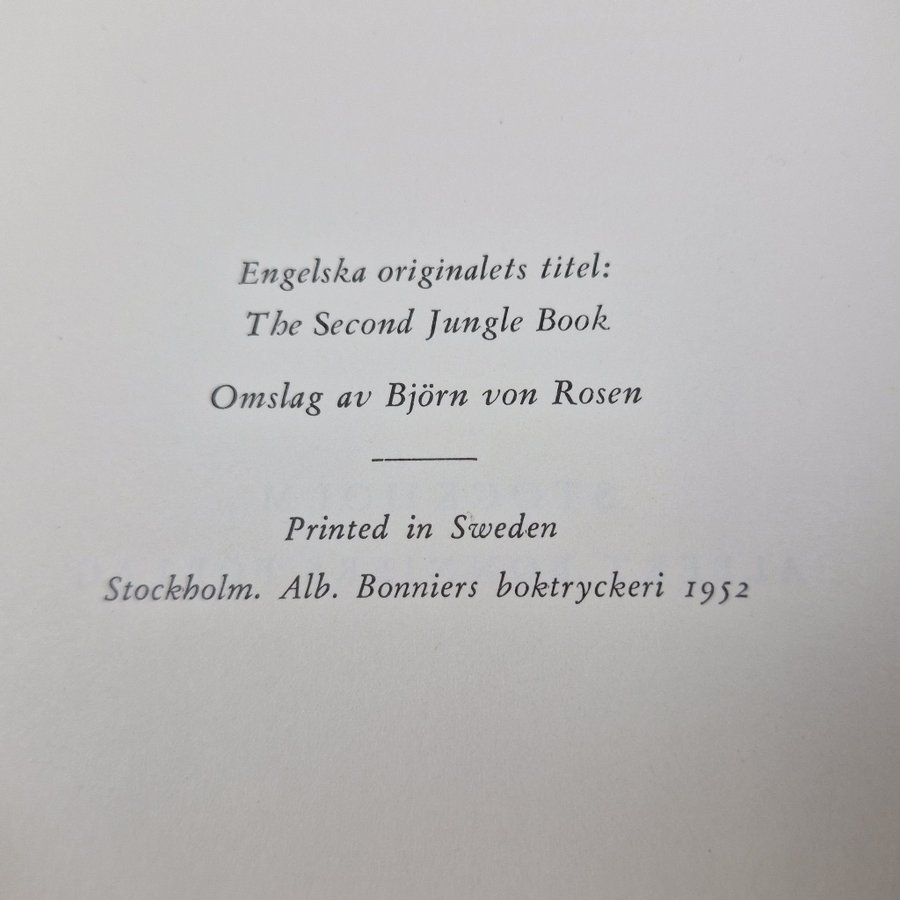 Engelska originalets titel:
The Second Jungle Book
Omslag av Björn von Rosen
Printed in Sweden
Stockholm. Alb. Bonniers boktryckeri 1952